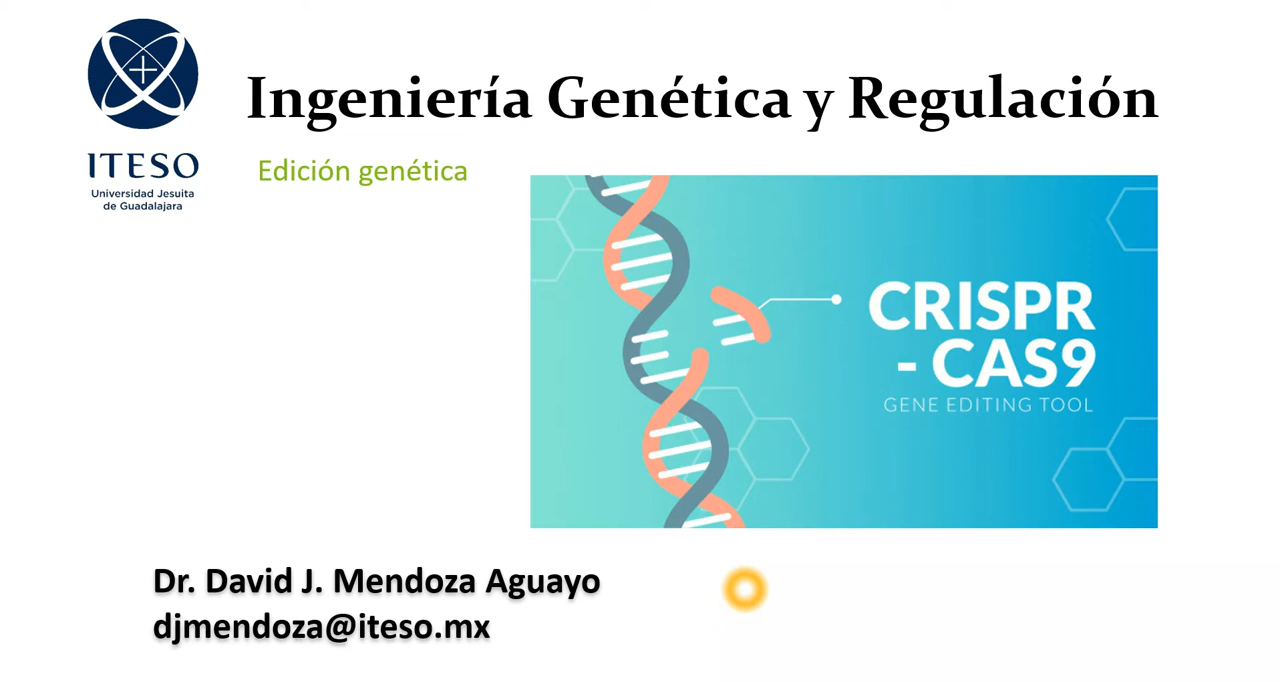 Ingeniería Genética y Regulación
ITESO
Universidad Jesuita
de Guadalajara
Edición genética
CRISPR
- CAS9
GENE EDITING TOOL
Dr. David J. Mendoza Aguayo
djmendoza@iteso.mx